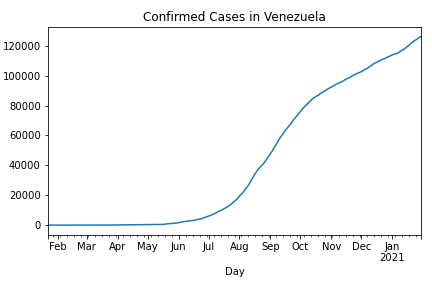 Confirmed Cases in Venezuela
120000
100000
80000
60000
40000
20000
0
Feb Mar Apr May Jun Jul Aug Sep Oct Nov Dec Jan
2021
Day